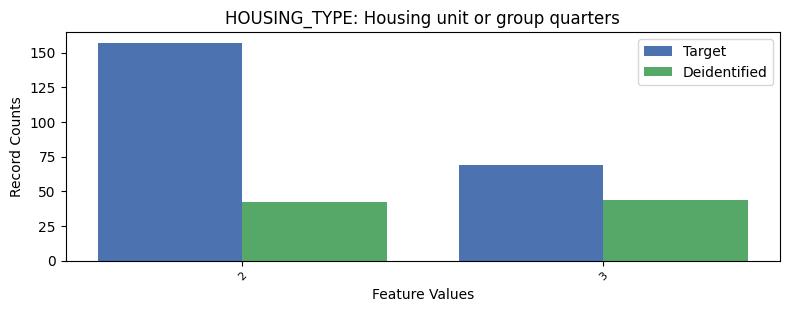 HOUSING_TYPE: Housing unit or group quarters
Target
Deidentified
Record Counts
150
125
100
75
50
25
0
2
3
Feature Values